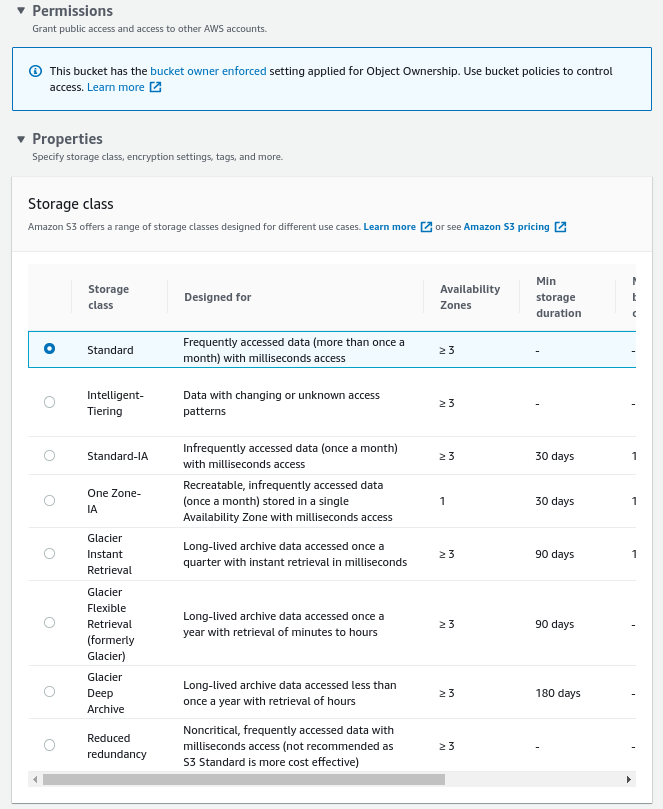 Permissions
Grant public access and access to other AWS accounts.
This bucket has the bucket owner enforced setting applied for Object Ownership. Use bucket policies to control
access. Learn more
Properties
Specify storage class, encryption settings, tags, and more.
Storage class
Amazon S3 offers a range of storage classes designed for different use cases. Learn more or see Amazon S3 pricing
Storage
class
Designed for
Availability
Zones
Min
storage
duration
Standard
Frequently accessed data (more than once a
month) with milliseconds access
≥ 3
-
-
Intelligent-
Tiering
Data with changing or unknown access
patterns
≥ 3
-
-
Standard-IA
Infrequently accessed data (once a month)
with milliseconds access
≥ 3
30 days
1
One Zone-
IA
Recreatable, infrequently accessed data
(once a month) stored in a single
Availability Zone with milliseconds access
1
30 days
1
Glacier
Instant
Retrieval
Long-lived archive data accessed once a
quarter with instant retrieval in milliseconds
≥ 3
90 days
1
Glacier
Flexible
Retrieval
(formerly
Glacier)
Long-lived archive data accessed once a
year with retrieval of minutes to hours
≥ 3
90 days
-
Glacier
Deep
Archive
Long-lived archive data accessed less than
once a year with retrieval of hours
≥ 3
180 days
-
Reduced
redundancy
Noncritical, frequently accessed data with
milliseconds access (not recommended as
S3 Standard is more cost effective)
≥ 3
-
-